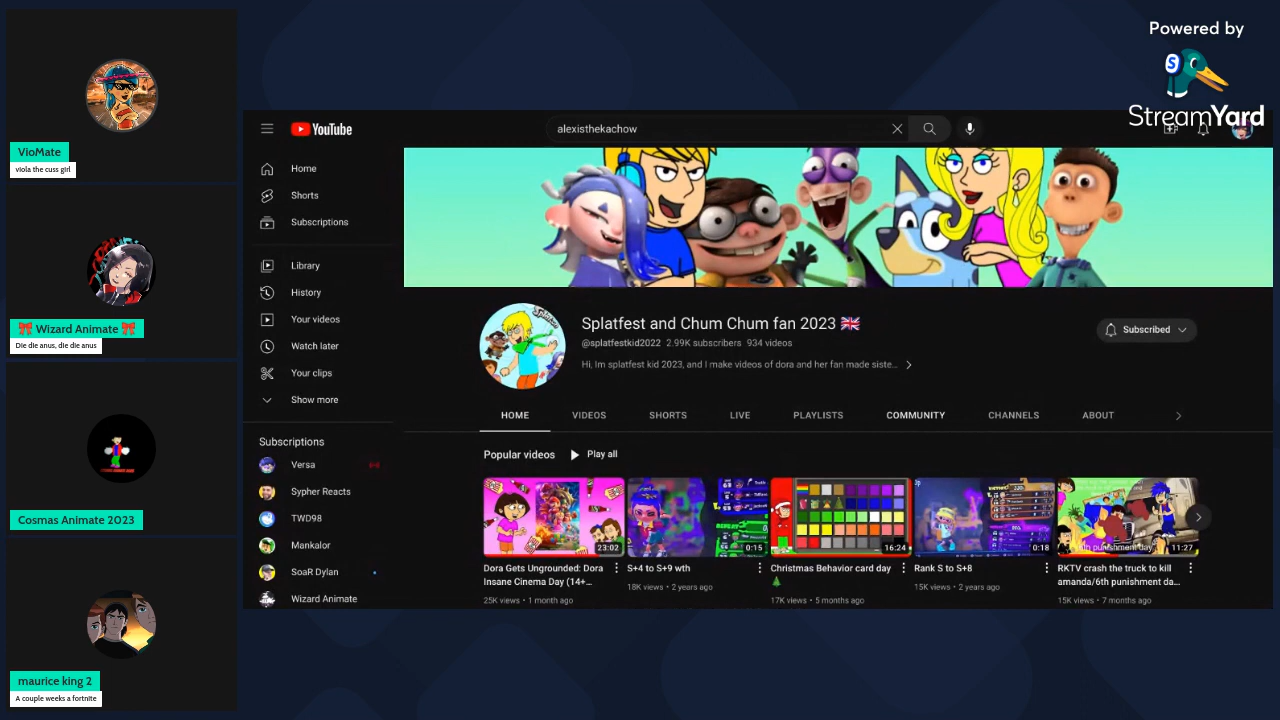 Powered by
StreamYard
VioMate
viola the cuss girl
🎀 Wizard Animate 🎀
Die die anus, die die anus
Cosmas Animate 2023
maurice king 2
A couple weeks a fortnite
YouTube
alexisthekachow
Home
Shorts
Subscriptions
Library
History
Your videos
Watch later
Your clips
Show more
Subscriptions
Versa
Sypher Reacts
TWD98
Mankalor
SoaR Dylan
Wizard Animate
Splatfest and Chum Chum fan 2023 🇬🇧
@splatfestkid2022 2.99K subscribers 934 videos
Hi, Im splatfest kid 2023, and I make videos of dora and her fan made siste...
Subscribed
HOME VIDEOS SHORTS LIVE PLAYLISTS COMMUNITY CHANNELS ABOUT
Popular videos Play all
23:02
Dora Gets Ungrounded: Dora
Insane Cinema Day (14+...
25K views • 1 month ago
0:15
S+4 to S+9 wth
18K views • 2 years ago
16:24
Christmas Behavior card day
🎄
17K views • 5 months ago
0:18
Rank S to S+8
15K views • 2 years ago
6th punishment day
11:27
RKTV crash the truck to kill
amanda/6th punishment da...
15K views • 7 months ago